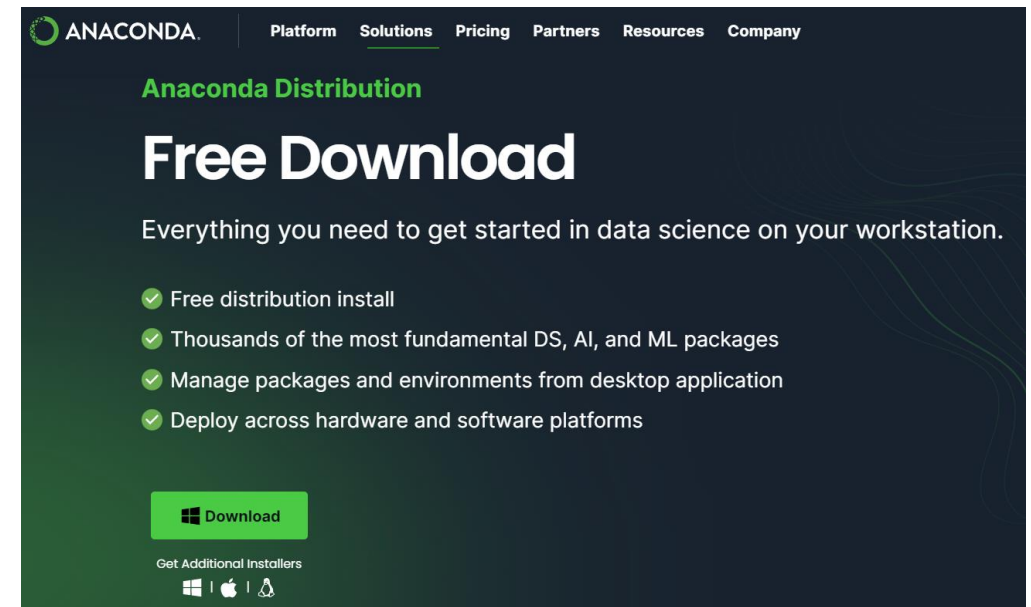 ANACONDA.
Platform Solutions Pricing Partners Resources Company
Anaconda Distribution
Free Download
Everything you need to get started in data science on your workstation.
Free distribution install
Thousands of the most fundamental DS, AI, and ML packages
Manage packages and environments from desktop application
Deploy across hardware and software platforms
Download
Get Additional Installers